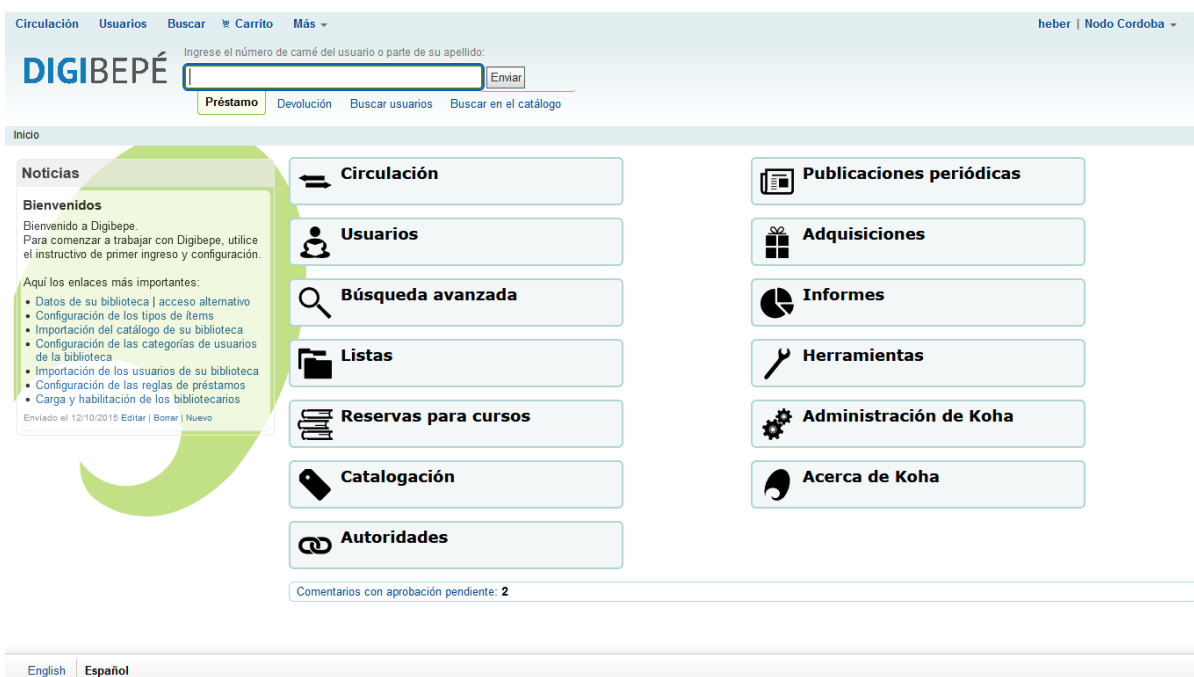 Circulación Usuarios Buscar Carrito Más
heber | Nodo Cordoba
DIGIBEPÉ
Ingrese el número de carné del usuario o parte de su apellido:
Enviar
Préstamo Devolución Buscar usuarios Buscar en el catálogo
Inicio
Noticias
Bienvenidos
Bienvenido a Digibepe.
Para comenzar a trabajar con Digibepe, utilice
el instructivo de primer ingreso y configuración.
Aquí los enlaces más importantes:
• Datos de su biblioteca | acceso alternativo
• Configuración de los tipos de ítems
• Importación del catálogo de su biblioteca
• Configuración de las categorías de usuarios
de la biblioteca
• Importación de los usuarios de su biblioteca
• Configuración de las reglas de préstamos
• Carga y habilitación de los bibliotecarios
Enviado el 12/10/2015 Editar | Borrar | Nuevo
Circulación
Usuarios
Búsqueda avanzada
Listas
Reservas para cursos
Catalogación
Autoridades
Publicaciones periódicas
Adquisiciones
Informes
Herramientas
Administración de Koha
Acerca de Koha
Comentarios con aprobación pendiente: 2
English Español